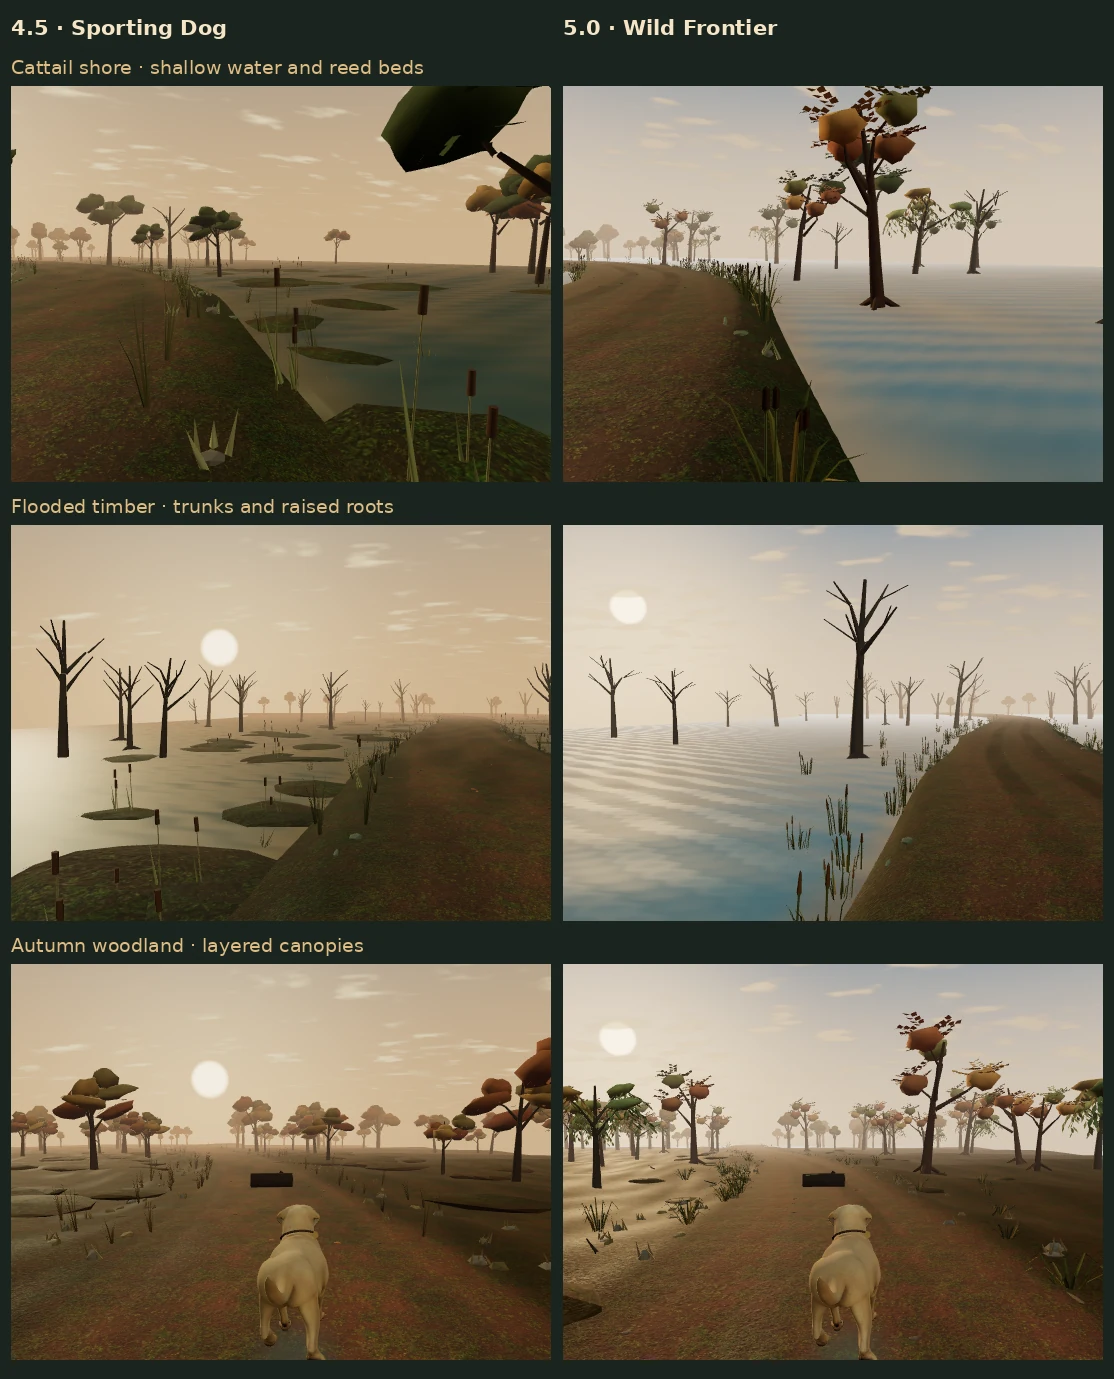 4.5 · Sporting Dog
5.0 · Wild Frontier
Cattail shore · shallow water and reed beds
Flooded timber · trunks and raised roots
Autumn woodland · layered canopies